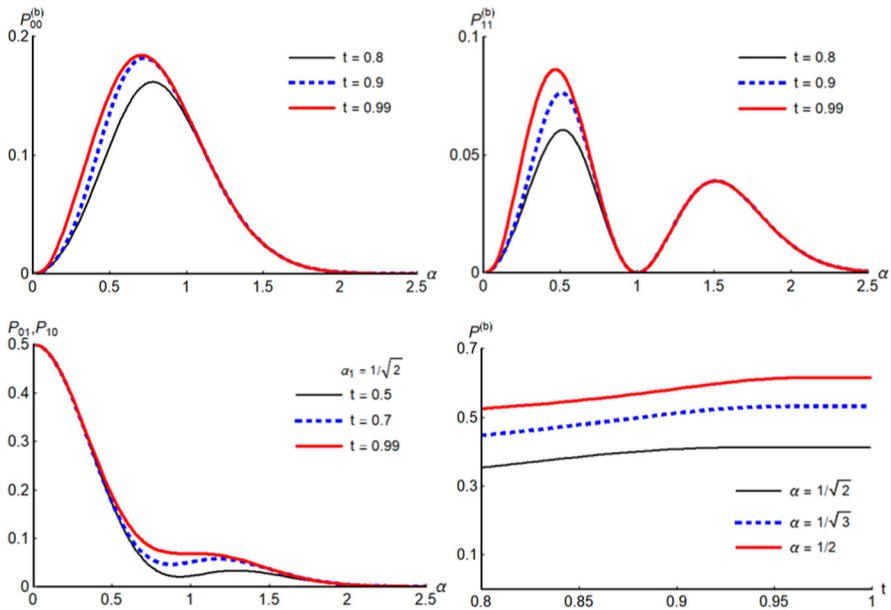 P₀₀⁽ᵇ⁾
0.2
0.1
0
0 0.5 1 1.5 2 2.5 α
t = 0.8
t = 0.9
t = 0.99
P₁₁⁽ᵇ⁾
0.1
0.05
0
0 0.5 1 1.5 2 2.5 α
t = 0.8
t = 0.9
t = 0.99
P₀₁,P₁₀
0.5
0.4
0.3
0.2
0.1
0
0 0.5 1 1.5 2 2.5 α
α₁ = 1/√2
t = 0.5
t = 0.7
t = 0.99
P⁽ᵇ⁾
0.7
0.5
0.3
0.1
0.8 0.85 0.9 0.95 1 t
α = 1/√2
α = 1/√3
α = 1/2